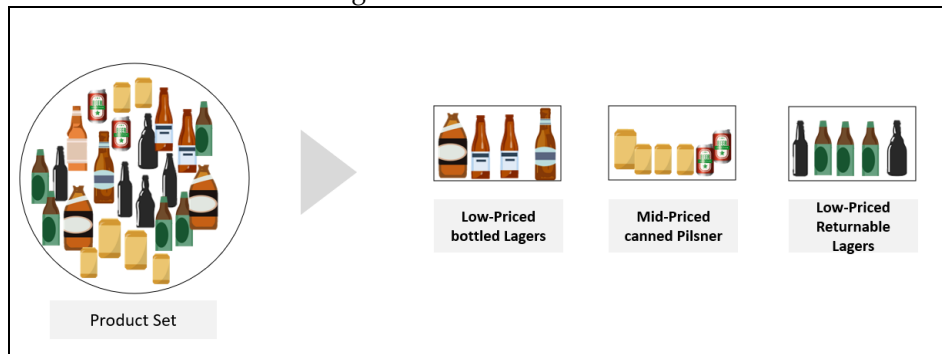 g
Product Set
Low-Priced
bottled Lagers
Mid-Priced
canned Pilsner
Low-Priced
Returnable
Lagers